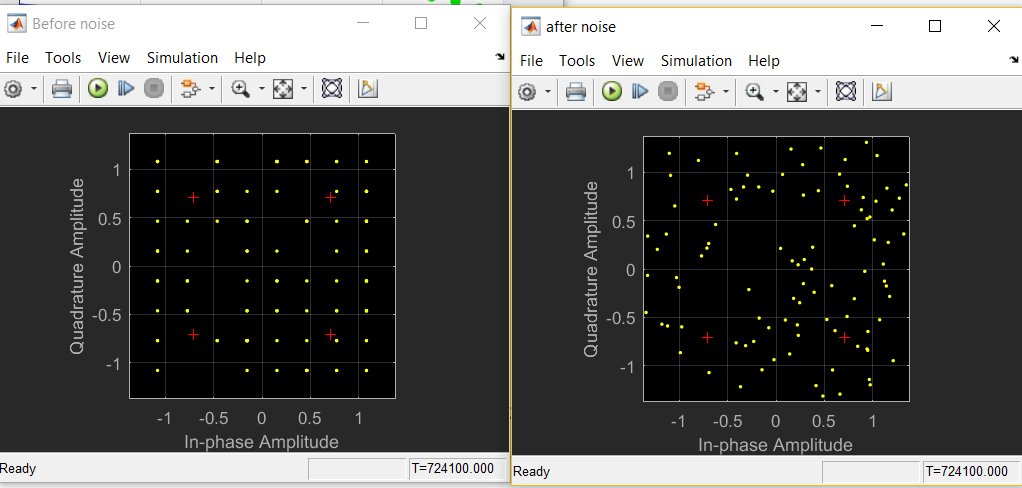 Before noise
File Tools View Simulation Help
1
0.5
0
-0.5
-1
Quadrature Amplitude
-1 -0.5 0 0.5 1
In-phase Amplitude
Ready T=724100.000
after noise
File Tools View Simulation Help
1
0.5
0
-0.5
-1
Quadrature Amplitude
-1 -0.5 0 0.5 1
In-phase Amplitude
Ready T=724100.000